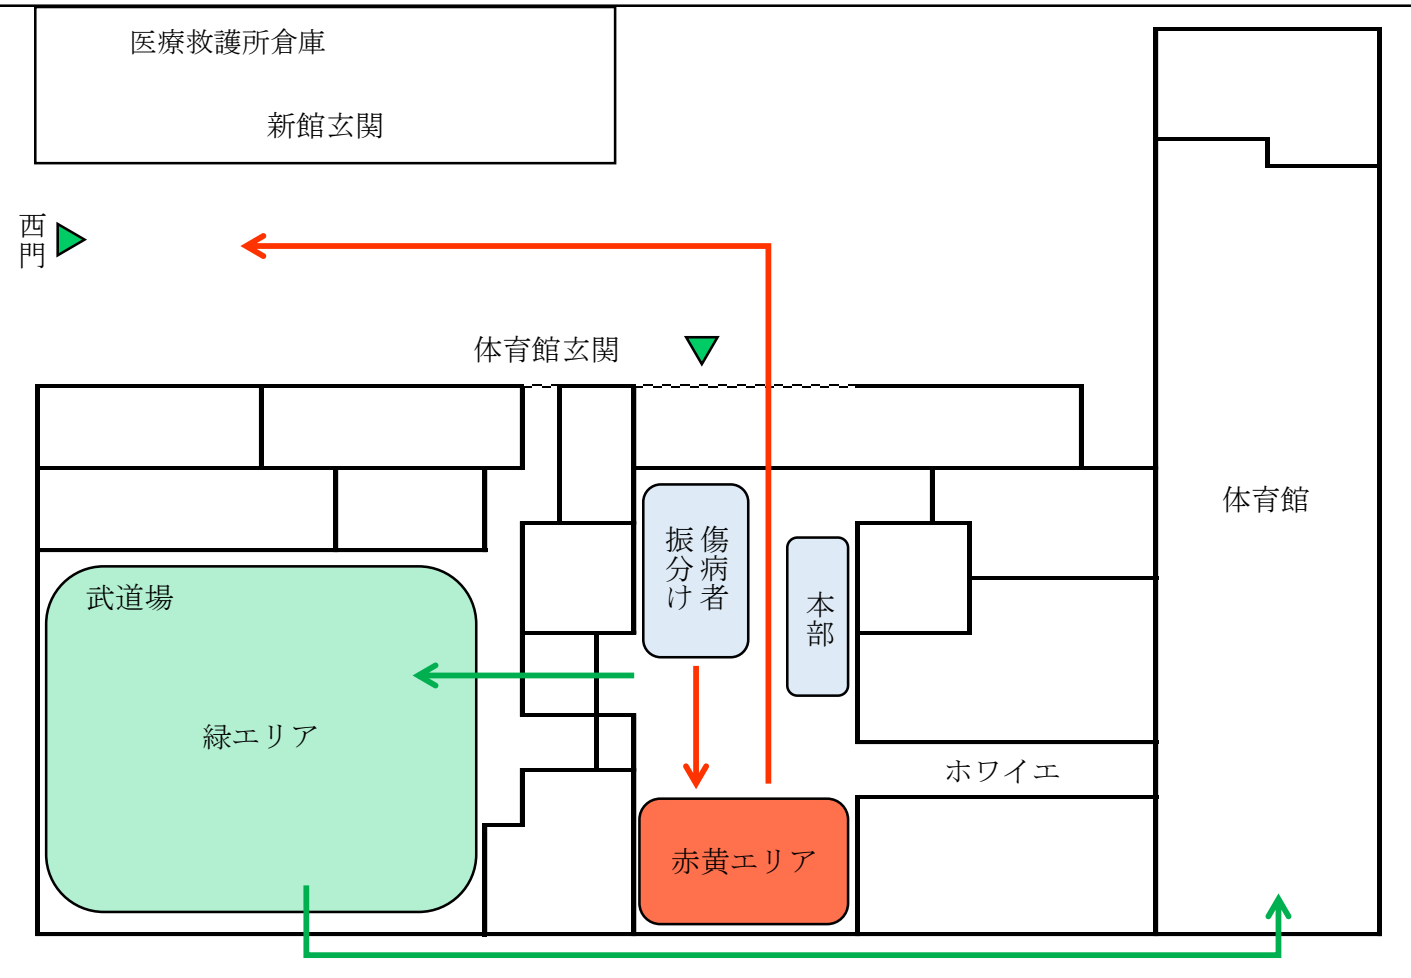 医療救護所倉庫
新館玄関
西門
体育館玄関
体育館
傷病者
振分け
本部
武道場
緑エリア
ホワイエ
赤黄エリア